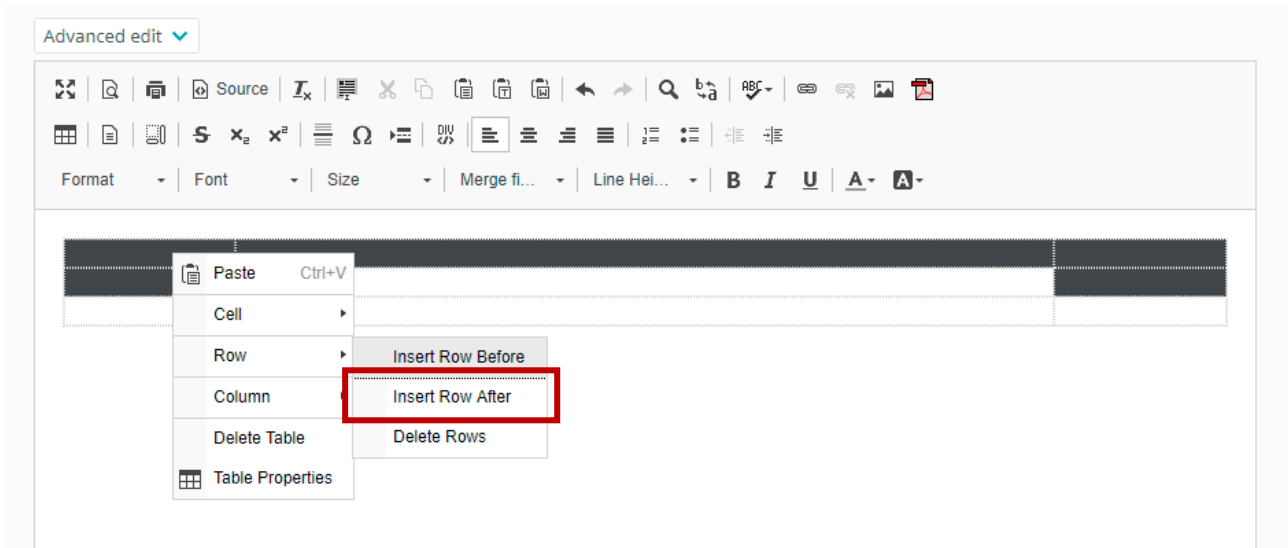 Advanced edit
Source
Format Font Size Merge fi... Line Hei... B I U A A
Paste Ctrl+V
Cell
Row
Insert Row Before
Column
Insert Row After
Delete Table
Delete Rows
Table Properties